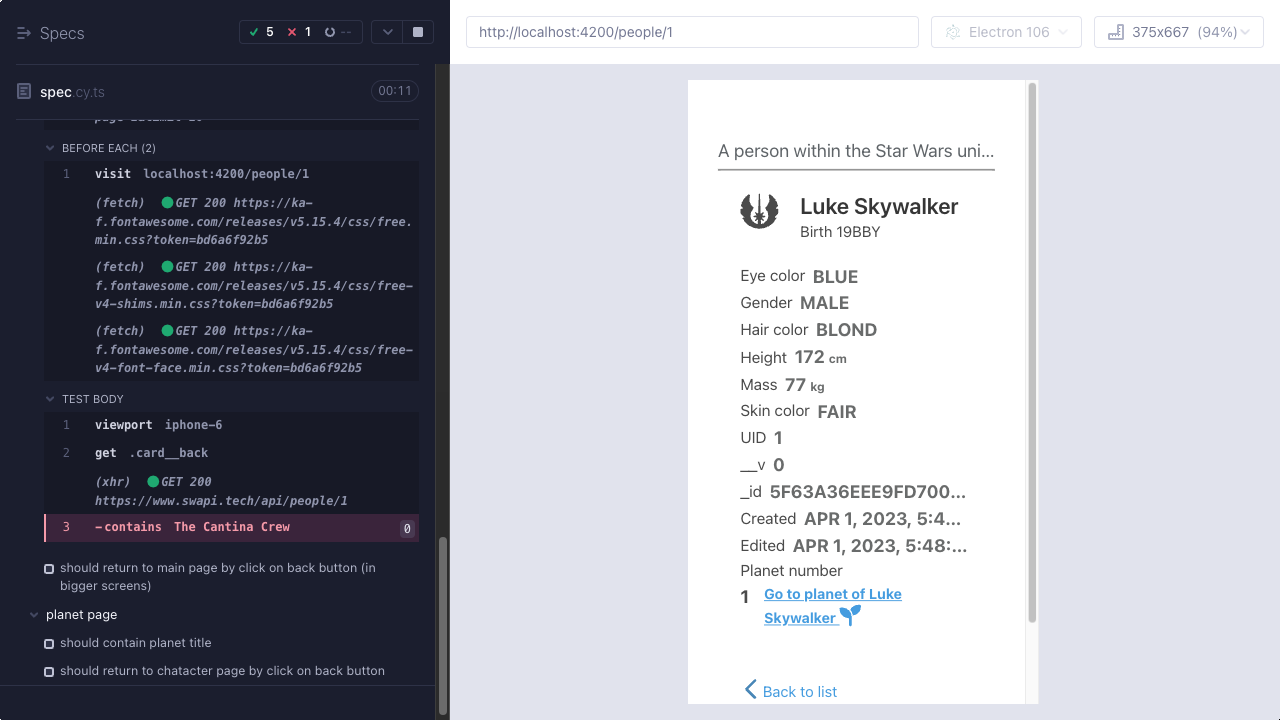 Specs
5
1
--
spec.cy.ts
00:11
BEFORE EACH (2)
1 visit localhost:4200/people/1
(fetch) GET 200 https://ka-
f.fontawesome.com/releases/v5.15.4/css/free.
min.css?token=bd6a6f92b5
(fetch) GET 200 https://ka-
f.fontawesome.com/releases/v5.15.4/css/free-
v4-shims.min.css?token=bd6a6f92b5
(fetch) GET 200 https://ka-
f.fontawesome.com/releases/v5.15.4/css/free-
v4-font-face.min.css?token=bd6a6f92b5
TEST BODY
1 viewport iphone-6
2 get .card__back
(xhr) GET 200
https://www.swapi.tech/api/people/1
3 -contains The Cantina Crew 0
should return to main page by click on back button (in
bigger screens)
planet page
should contain planet title
should return to chatacter page by click on back button
http://localhost:4200/people/1
Electron 106
375x667 (94%)
A person within the Star Wars uni...
Luke Skywalker
Birth 19BBY
Eye color BLUE
Gender MALE
Hair color BLOND
Height 172 cm
Mass 77 kg
Skin color FAIR
UID 1
__v 0
_id 5F63A36EEE9FD700...
Created APR 1, 2023, 5:4...
Edited APR 1, 2023, 5:48:...
Planet number
1 Go to planet of Luke
Skywalker
Back to list